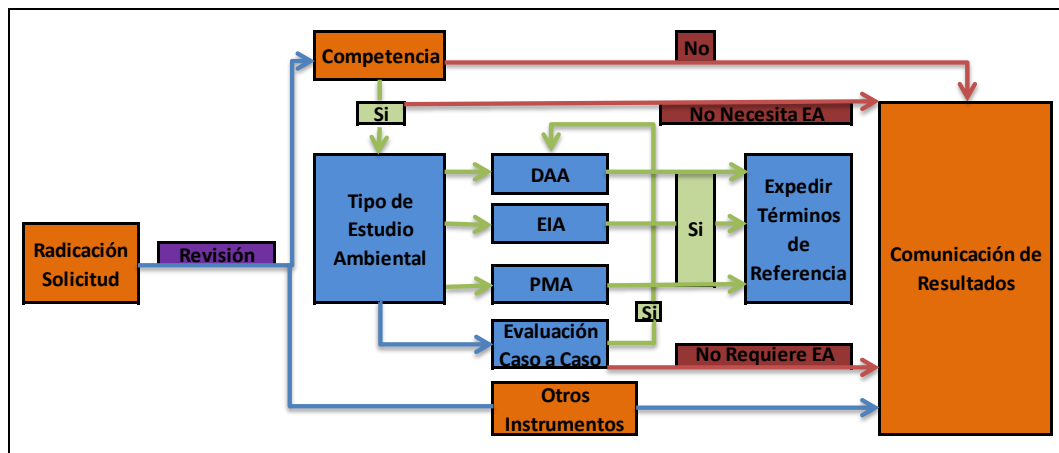 Competencia
No
Si
No Necesita EA
Radicación
Solicitud
Revisión
Tipo de
Estudio
Ambiental
DAA
EIA
PMA
Evaluación
Caso a Caso
Si
Si
Expedir
Términos
de
Referencia
No Requiere EA
Otros
Instrumentos
Comunicación de
Resultados